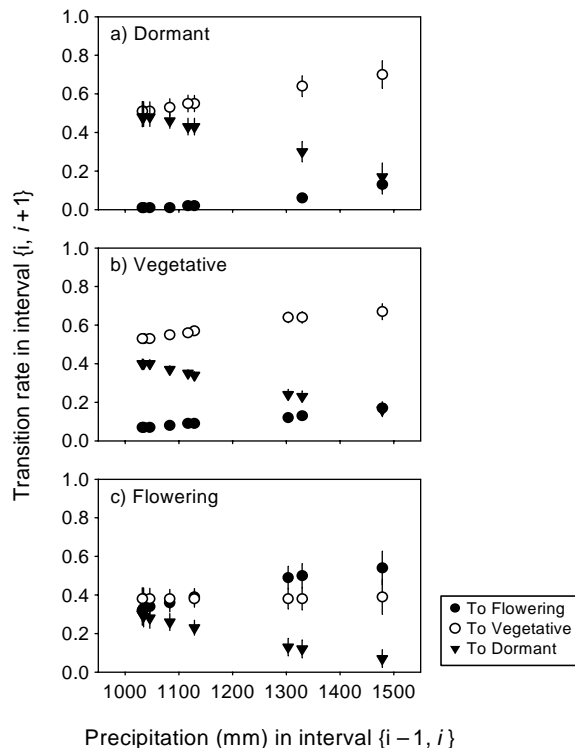 1.0
a) Dormant
0.8
0.6
0.4
0.2
0.0
1.0
b) Vegetative
0.8
0.6
0.4
0.2
0.0
1.0
c) Flowering
0.8
0.6
0.4
0.2
0.0
1000 1100 1200 1300 1400 1500
Transition rate in interval {i, i +1}
Precipitation (mm) in interval {i – 1, i }
To Flowering
To Vegetative
To Dormant